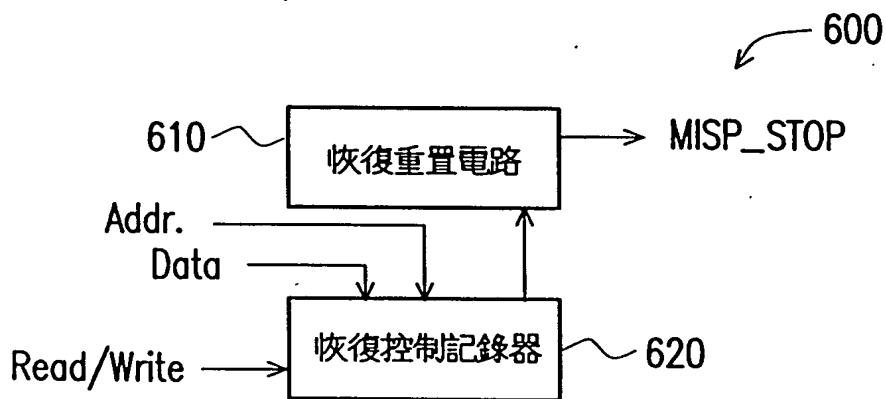 600
610
恢復重置電路
MISP_STOP
Addr.
Data
恢復控制記錄器
620
Read/Write